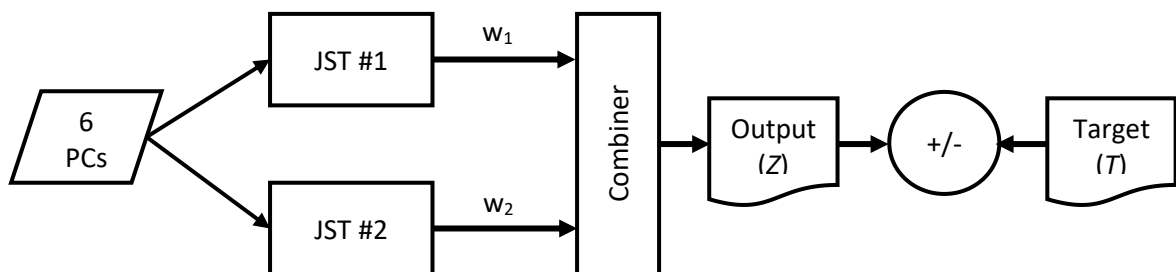 6
PCs
JST #1
w₁
JST #2
w₂
Combiner
Output
(Z)
+/-
Target
(T)